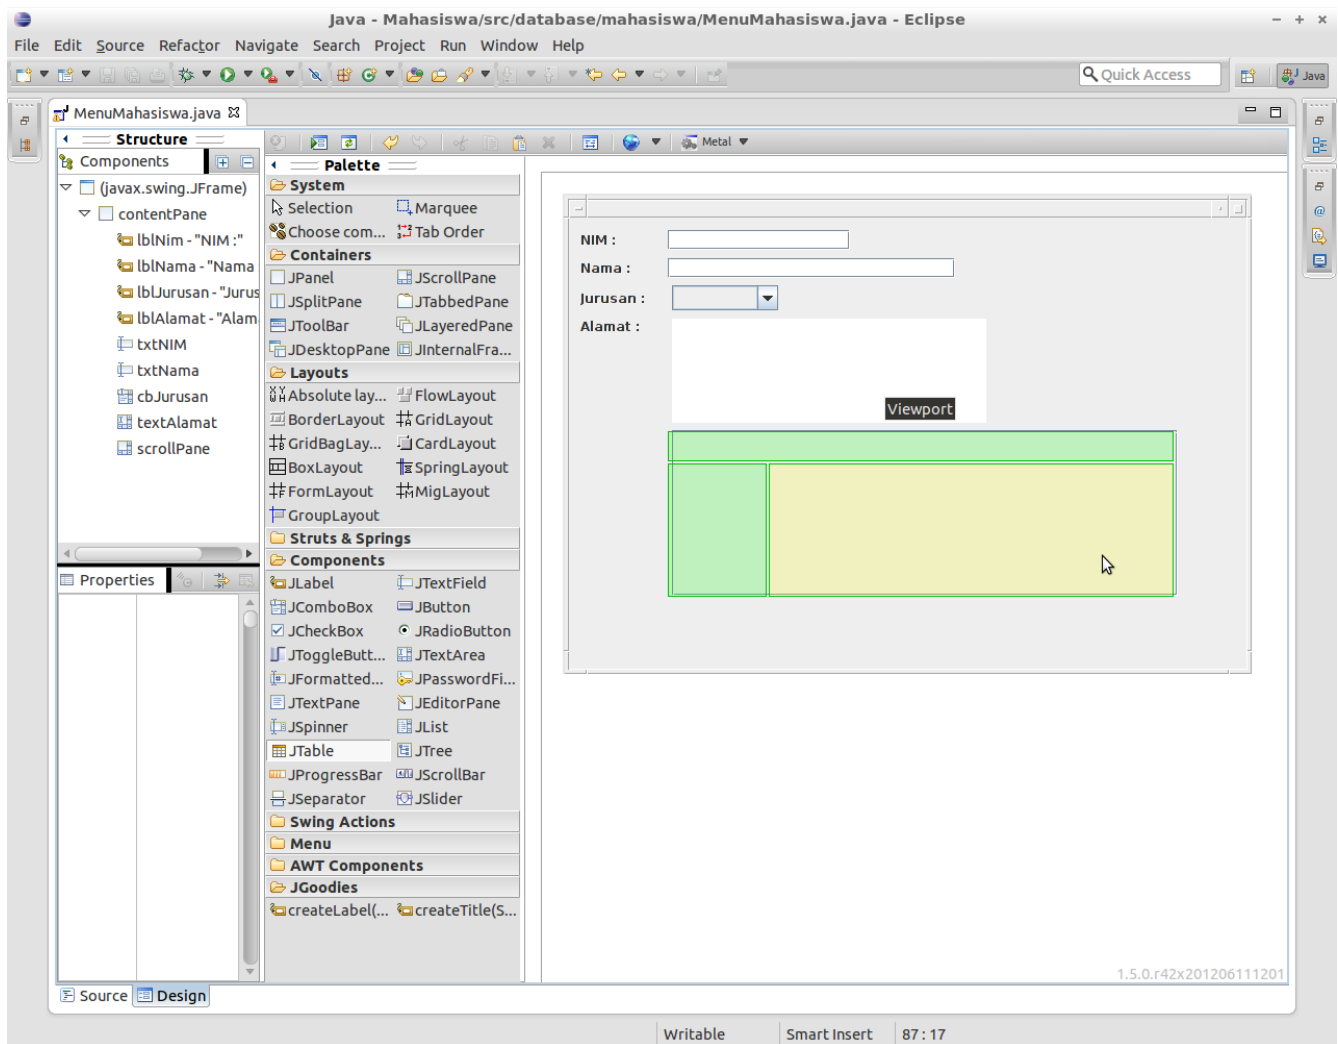 Java - Mahasiswa/src/database/mahasiswa/MenuMahasiswa.java - Eclipse
File Edit Source Refactor Navigate Search Project Run Window Help
Quick Access
Java
MenuMahasiswa.java
Structure
Components
(javax.swing.JFrame)
contentPane
lblNim - "NIM :"
lblNama - "Nama
lblJurusan - "Jurus
lblAlamat - "Alam
txtNIM
txtNama
cbJurusan
textAlamat
scrollPane
Properties
Metal
Palette
System
Selection Marquee
Choose com... Tab Order
Containers
JPanel JScrollPane
JSplitPane JTabbedPane
JToolBar JLayeredPane
JDesktopPane JInternalFra...
Layouts
Absolute lay... FlowLayout
BorderLayout GridLayout
GridBagLay... CardLayout
BoxLayout SpringLayout
FormLayout MigLayout
GroupLayout
Struts & Springs
Components
JLabel JTextField
JComboBox JButton
JCheckBox JRadioButton
JToggleButt... JTextArea
JFormatted... JPasswordFi...
JTextPane JEditorPane
JSpinner JList
JTable JTree
JProgressBar JScrollBar
JSeparator JSlider
Swing Actions
Menu
AWT Components
JGoodies
createLabel(... createTitle(S...
NIM :
Nama :
Jurusan :
Alamat :
Viewport
1.5.0.r42x201206111201
Source Design
Writable Smart Insert 87 : 17